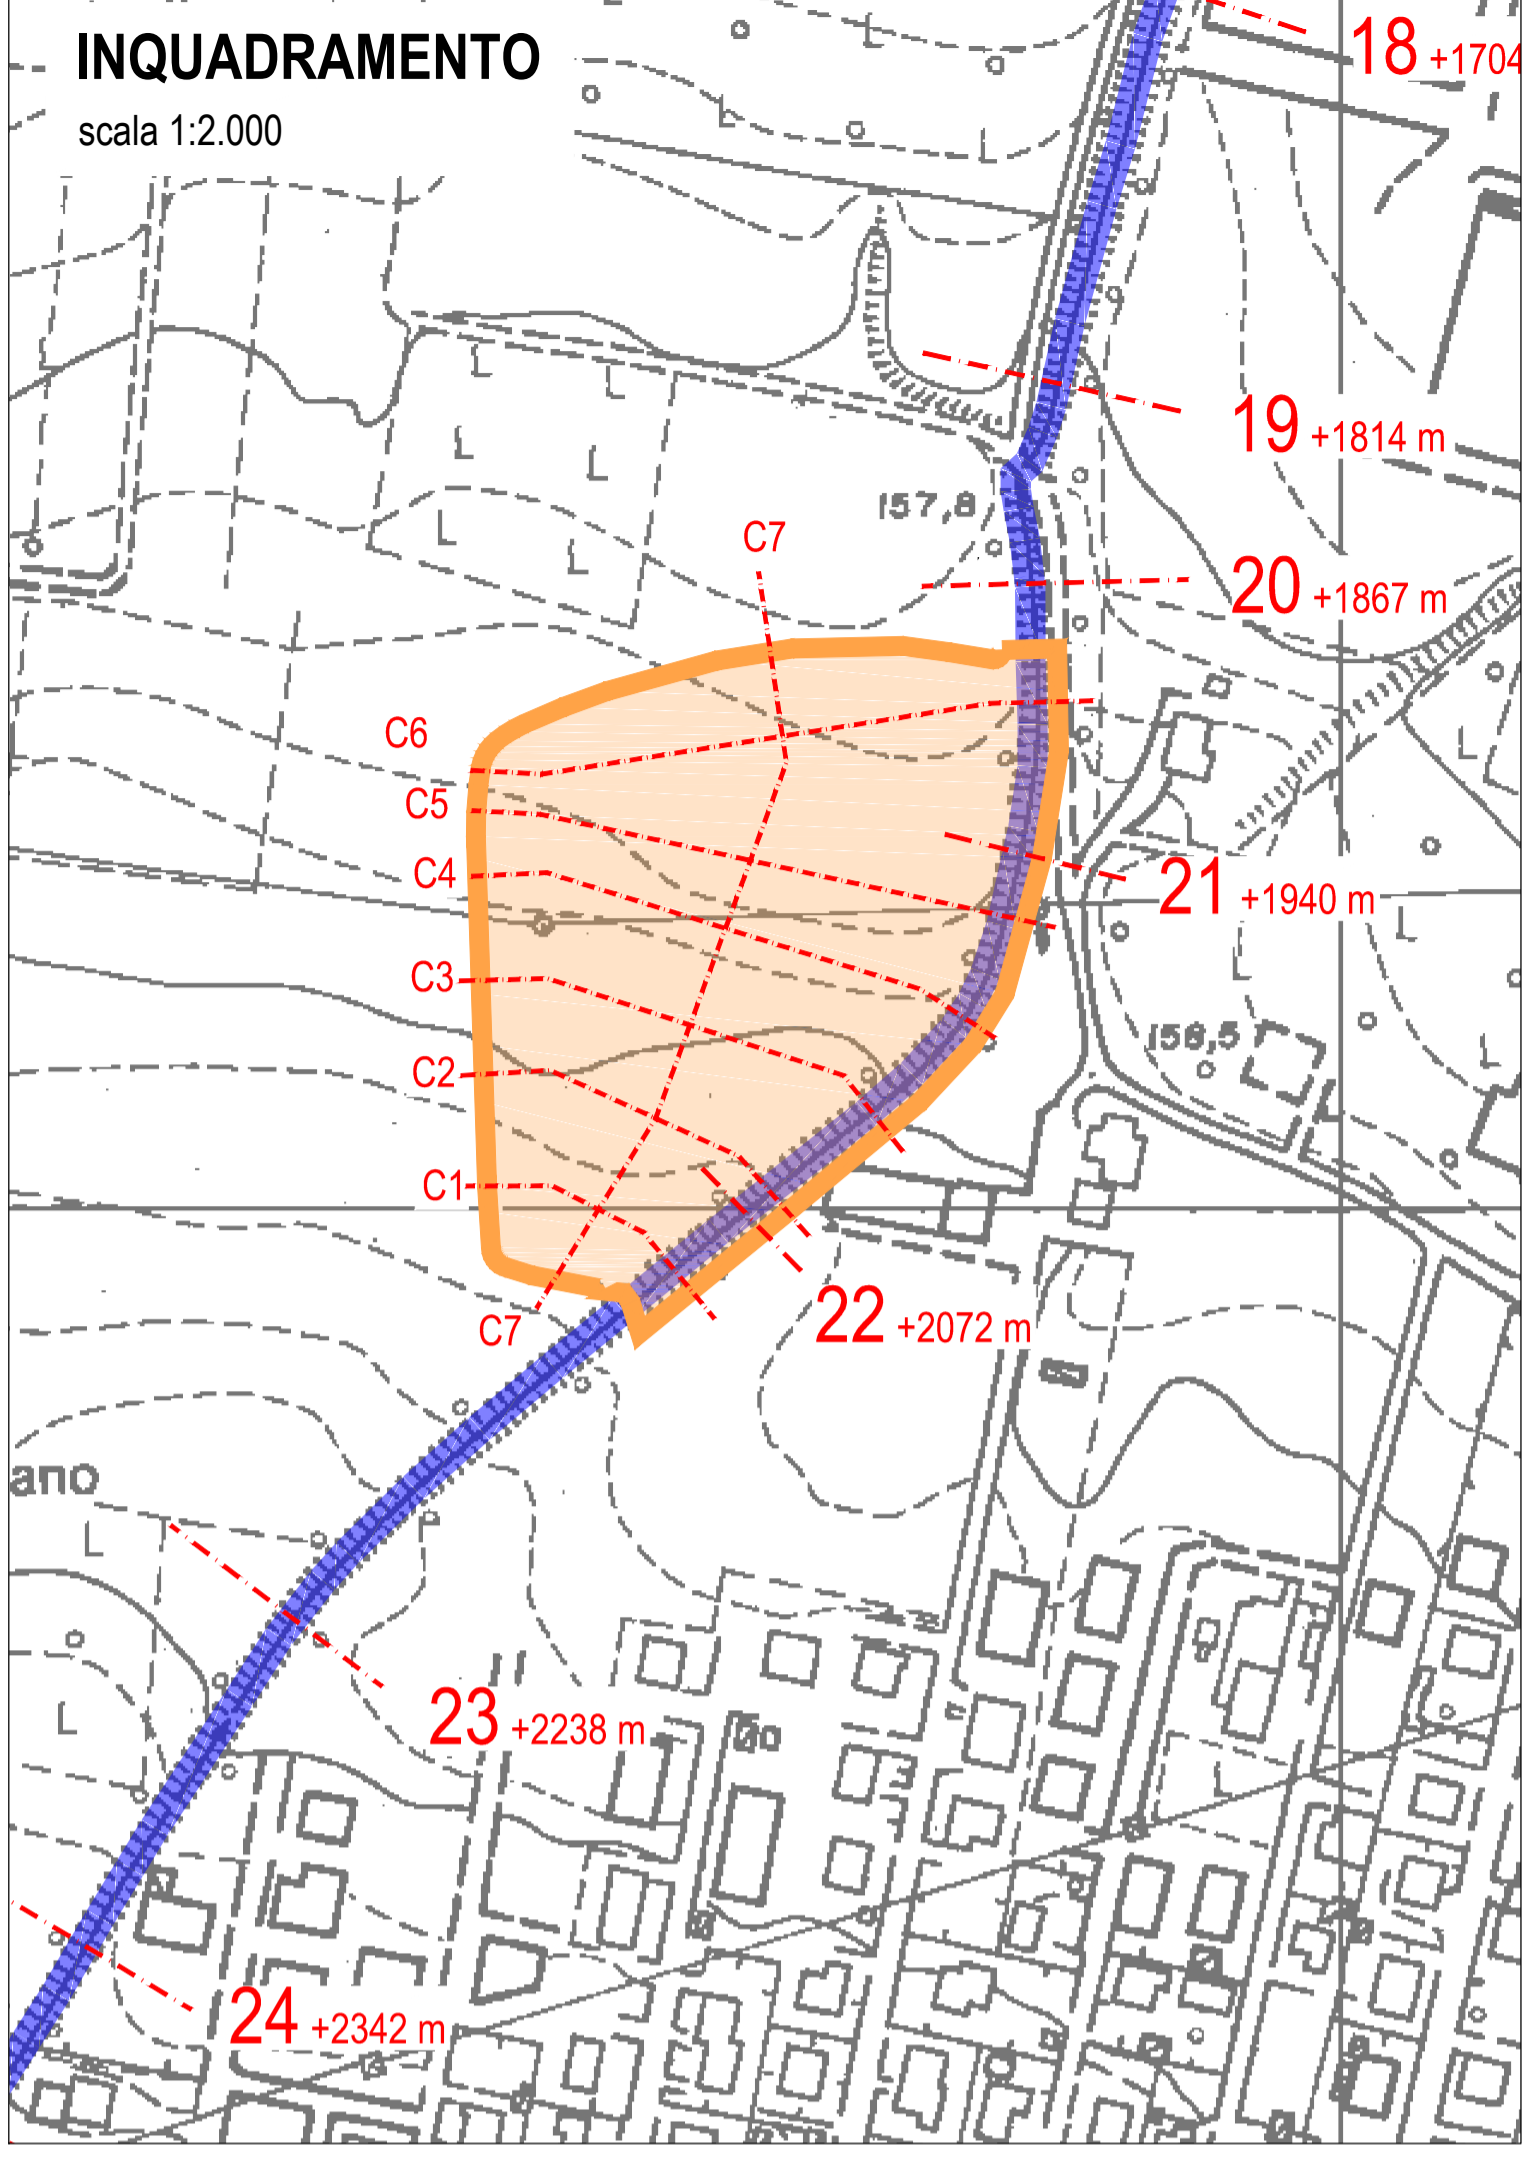 INQUADRAMENTO
scala 1:2.000
18 +1704
19 +1814 m
157,8
C7
20 +1867 m
C6
C5
C4
21 +1940 m
C3
158,5
C2
C1
C7
22 +2072 m
ano
23 +2238 m
24 +2342 m